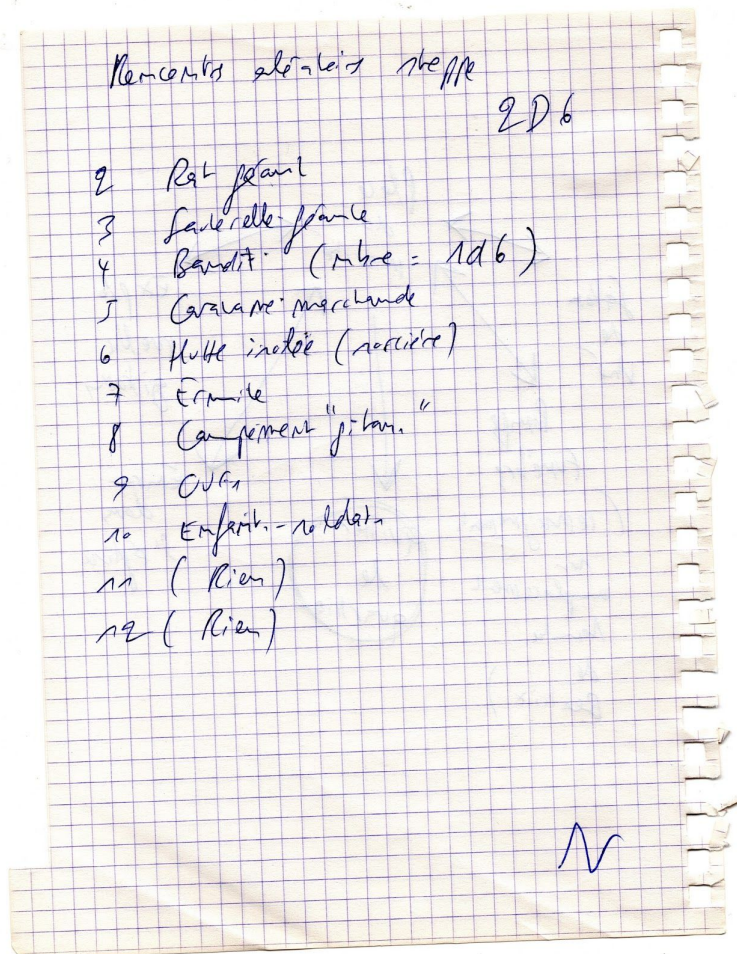 Rencontres aléatoires steppe
2D6
2 Rat géant
3 Sauterelle géante
4 Bandits (nbre = 1d6)
5 Caravane marchande
6 Hutte isolée (sorcière)
7 Ermite
8 Campement "gitan"
9
10 Enfants-soldats
11 (Rien)
12 (Rien)
N